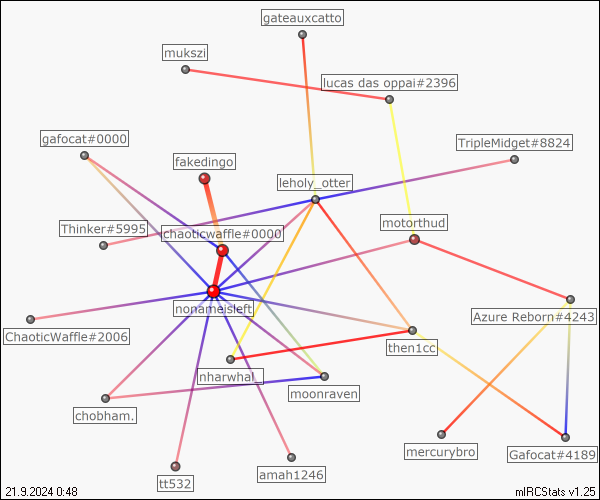 gateauxcatto
mukszi
lucas das oppai#2396
gafocat#0000
TripleMidget#8824
fakedingo
leholy_otter
Thinker#5995
chaoticwaffle#0000
motorthud
nonameisleft
Azure Reborn#4243
ChaoticWaffle#2006
then1cc
nharwhal_
moonraven
chobham.
mercurybro
Gafocat#4189
amah1246
tt532
21.9.2024 0:48
mIRCStats v1.25